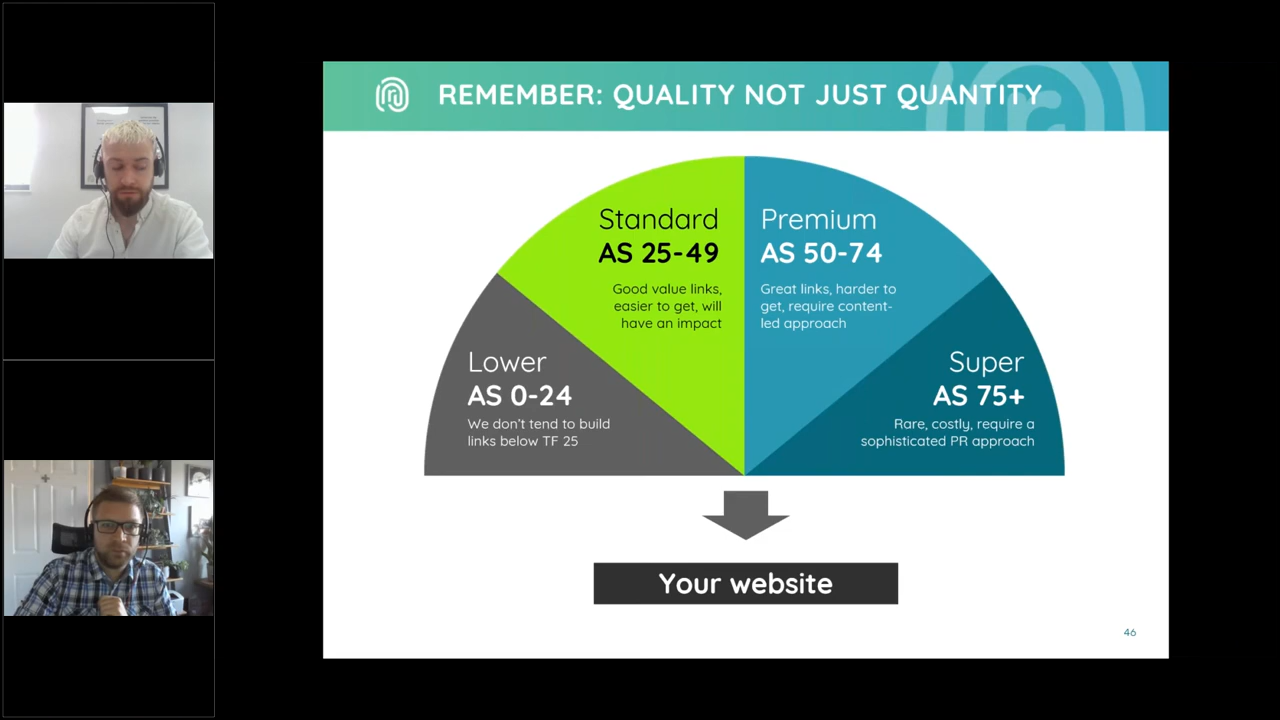 REMEMBER: QUALITY NOT JUST QUANTITY
Standard
AS 25-49
Good value links,
easier to get, will
have an impact
Premium
AS 50-74
Great links, harder to
get, require content-
led approach
Lower
AS 0-24
We don't tend to build
links below TF 25
Super
AS 75+
Rare, costly, require a
sophisticated PR approach
Your website
46